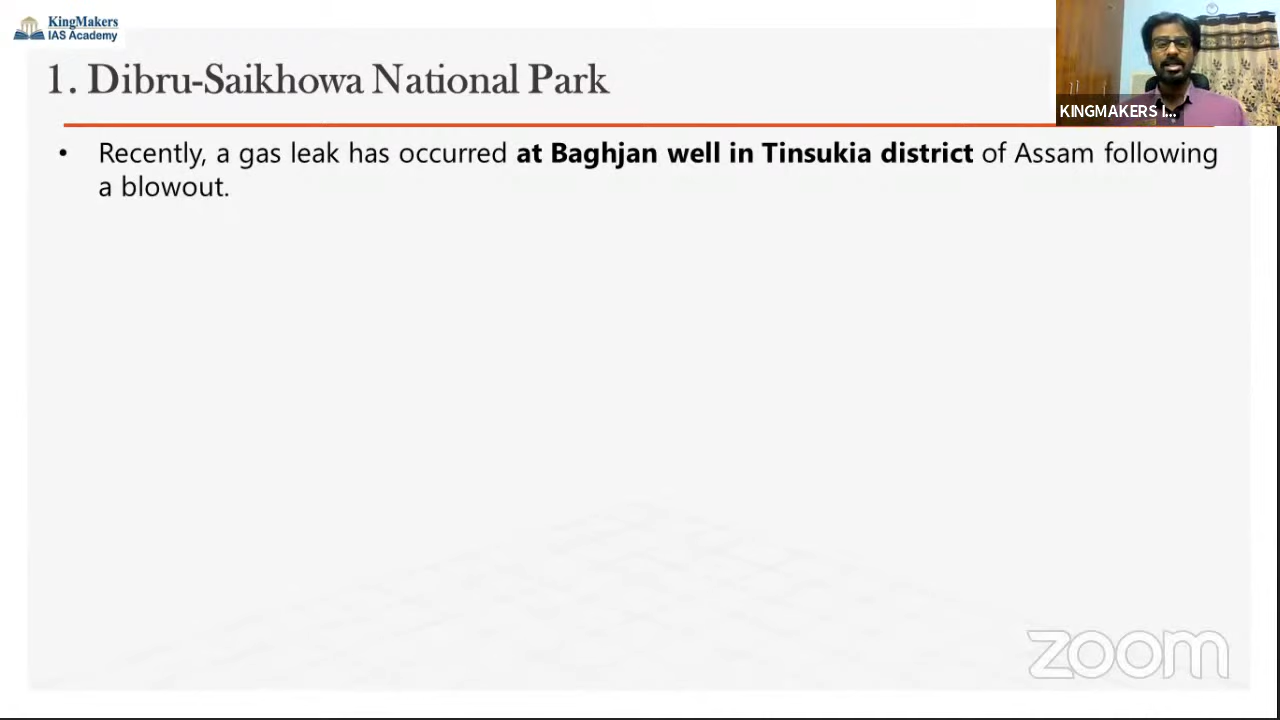 KingMakers
IAS Academy
1. Dibru-Saikhowa National Park
KINGMAKERS I...
• Recently, a gas leak has occurred at Baghjan well in Tinsukia district of Assam following
a blowout.
zoom